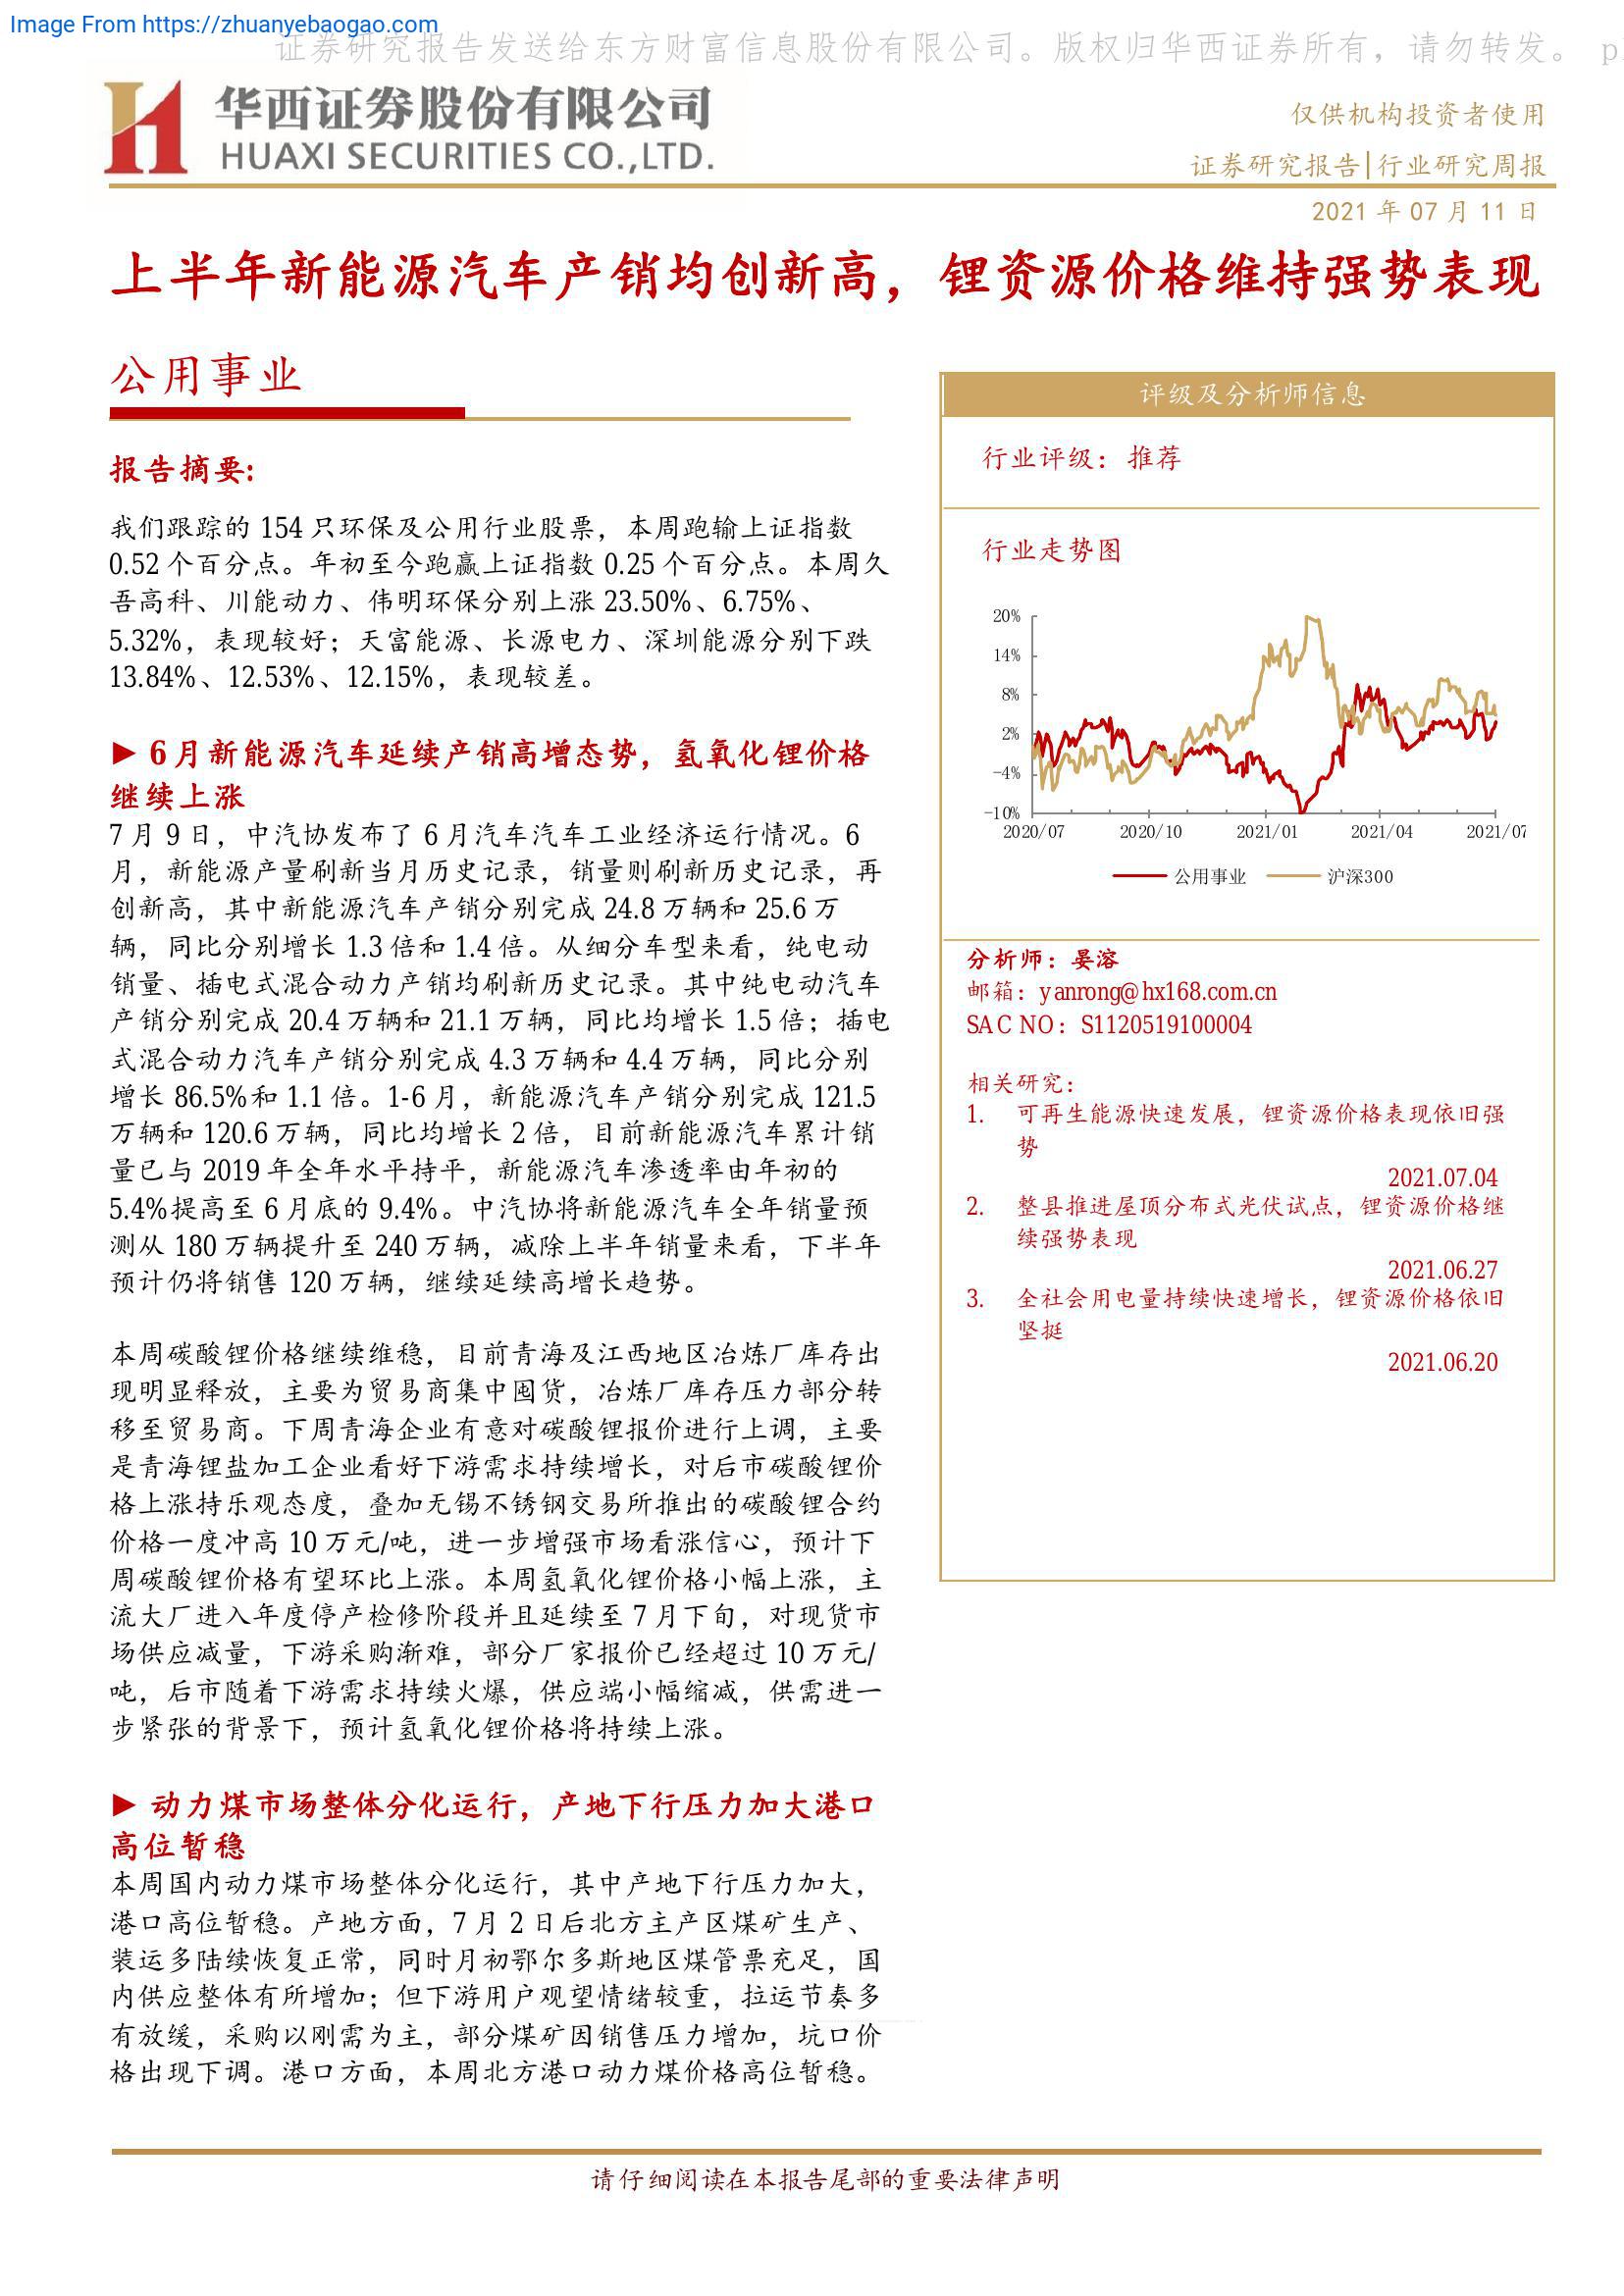 Image From https://zhuanyebaogao.com
证券研究报告发送给东方财富信息股份有限公司。版权归华西证券所有，请勿转发。 p
华西证券股份有限公司
HUAXI SECURITIES CO.,LTD.
仅供机构投资者使用
证券研究报告|行业研究周报
2021 年 07 月 11 日
上半年新能源汽车产销均创新高，锂资源价格维持强势表现
公用事业
报告摘要:
我们跟踪的 154 只环保及公用行业股票，本周跑输上证指数
0.52 个百分点。年初至今跑赢上证指数 0.25 个百分点。本周久
吾高科、川能动力、伟明环保分别上涨 23.50%、6.75%、
5.32%，表现较好；天富能源、长源电力、深圳能源分别下跌
13.84%、12.53%、12.15%，表现较差。
► 6 月新能源汽车延续产销高增态势，氢氧化锂价格
继续上涨
7 月 9 日，中汽协发布了 6 月汽车汽车工业经济运行情况。6
月，新能源产量刷新当月历史记录，销量则刷新历史记录，再
创新高，其中新能源汽车产销分别完成 24.8 万辆和 25.6 万
辆，同比分别增长 1.3 倍和 1.4 倍。从细分车型来看，纯电动
销量、插电式混合动力产销均刷新历史记录。其中纯电动汽车
产销分别完成 20.4 万辆和 21.1 万辆，同比均增长 1.5 倍；插电
式混合动力汽车产销分别完成 4.3 万辆和 4.4 万辆，同比分别
增长 86.5%和 1.1 倍。1-6 月，新能源汽车产销分别完成 121.5
万辆和 120.6 万辆，同比均增长 2 倍，目前新能源汽车累计销
量已与 2019 年全年水平持平，新能源汽车渗透率由年初的
5.4%提高至 6 月底的 9.4%。中汽协将新能源汽车全年销量预
测从 180 万辆提升至 240 万辆，减除上半年销量来看，下半年
预计仍将销售 120 万辆，继续延续高增长趋势。
本周碳酸锂价格继续维稳，目前青海及江西地区冶炼厂库存出
现明显释放，主要为贸易商集中囤货，冶炼厂库存压力部分转
移至贸易商。下周青海企业有意对碳酸锂报价进行上调，主要
是青海锂盐加工企业看好下游需求持续增长，对后市碳酸锂价
格上涨持乐观态度，叠加无锡不锈钢交易所推出的碳酸锂合约
价格一度冲高 10 万元/吨，进一步增强市场看涨信心，预计下
周碳酸锂价格有望环比上涨。本周氢氧化锂价格小幅上涨，主
流大厂进入年度停产检修阶段并且延续至 7 月下旬，对现货市
场供应减量，下游采购渐难，部分厂家报价已经超过 10 万元/
吨，后市随着下游需求持续火爆，供应端小幅缩减，供需进一
步紧张的背景下，预计氢氧化锂价格将持续上涨。
► 动力煤市场整体分化运行，产地下行压力加大港口
高位暂稳
本周国内动力煤市场整体分化运行，其中产地下行压力加大，
港口高位暂稳。产地方面，7 月 2 日后北方主产区煤矿生产、
装运多陆续恢复正常，同时月初鄂尔多斯地区煤管票充足，国
内供应整体有所增加；但下游用户观望情绪较重，拉运节奏多
有放缓，采购以刚需为主，部分煤矿因销售压力增加，坑口价
格出现下调。港口方面，本周北方港口动力煤价格高位暂稳。
评级及分析师信息
行业评级：推荐
行业走势图
20%
14%
8%
2%
-4%
-10%
2020/07 2020/10 2021/01 2021/04 2021/07
公用事业 沪深300
分析师：晏溶
邮箱：yanrong@hx168.com.cn
SAC NO：S1120519100004
相关研究：
1. 可再生能源快速发展，锂资源价格表现依旧强
势
2021.07.04
2. 整县推进屋顶分布式光伏试点，锂资源价格继
续强势表现
2021.06.27
3. 全社会用电量持续快速增长，锂资源价格依旧
坚挺
2021.06.20
请仔细阅读在本报告尾部的重要法律声明